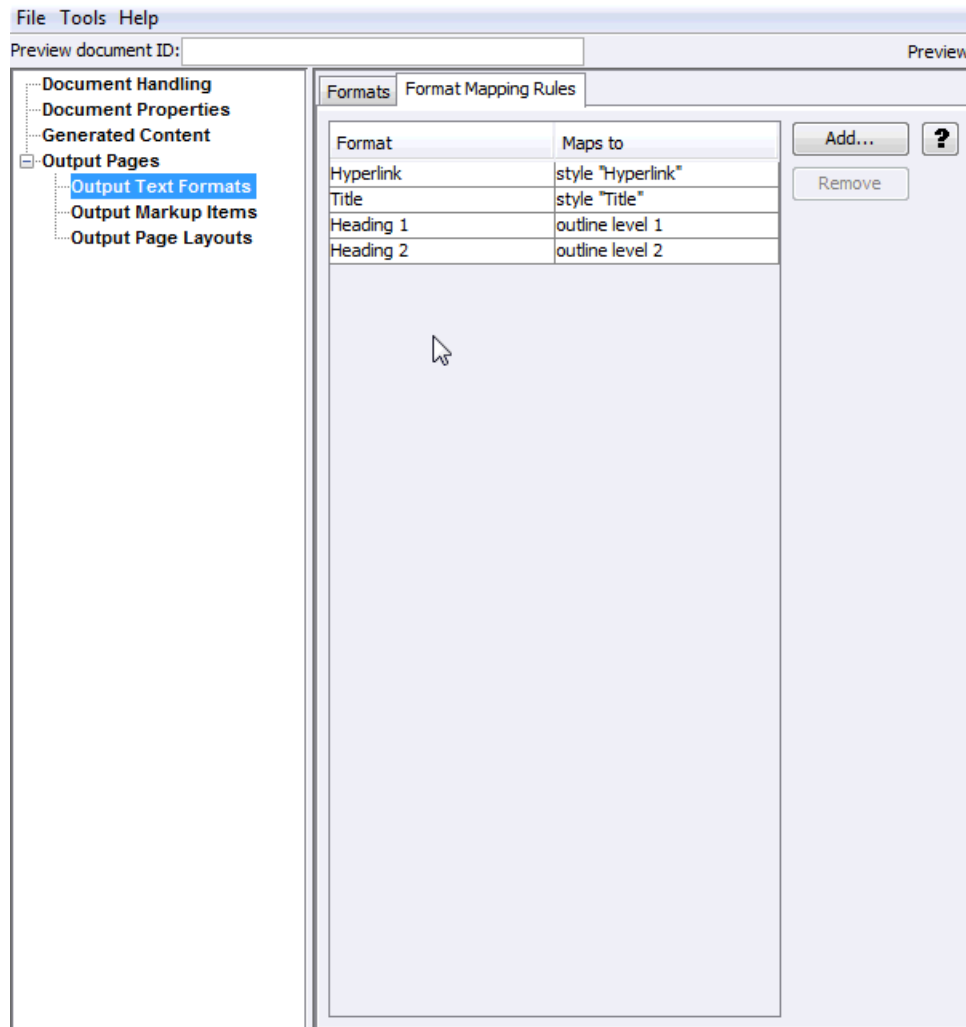 File Tools Help
Preview document ID:
Preview
Document Handling
Document Properties
Generated Content
Output Pages
Output Text Formats
Output Markup Items
Output Page Layouts
Formats Format Mapping Rules
Format Maps to
Hyperlink style "Hyperlink"
Title style "Title"
Heading 1 outline level 1
Heading 2 outline level 2
Add... ?
Remove